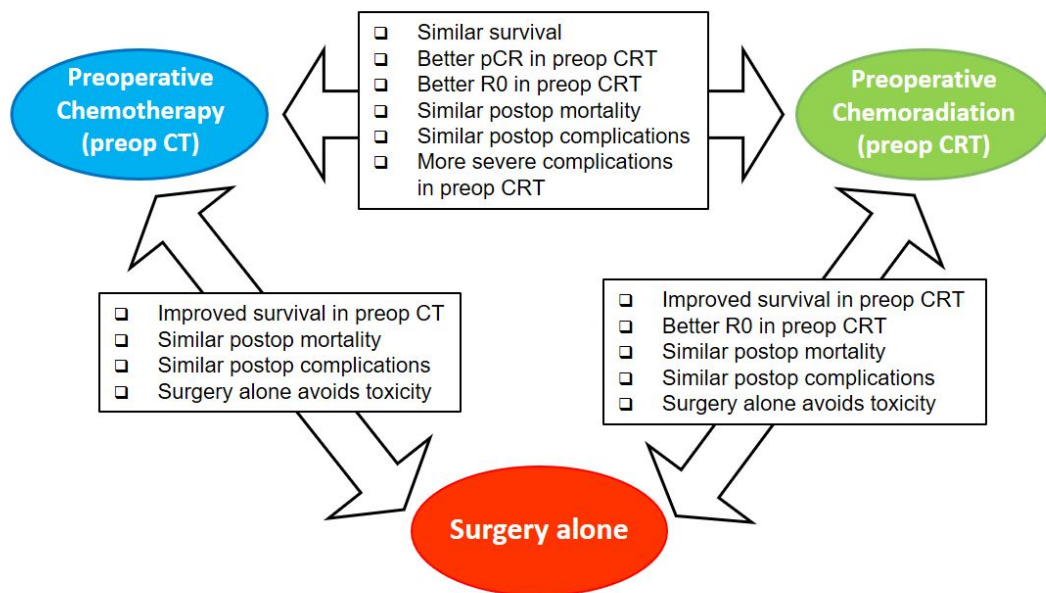 Similar survival
Better pCR in preop CRT
Better R0 in preop CRT
Similar postop mortality
Similar postop complications
More severe complications
in preop CRT
Preoperative
Chemotherapy
(preop CT)
Preoperative
Chemoradiation
(preop CRT)
Improved survival in preop CT
Similar postop mortality
Similar postop complications
Surgery alone avoids toxicity
Improved survival in preop CRT
Better R0 in preop CRT
Similar postop mortality
Similar postop complications
Surgery alone avoids toxicity
Surgery alone